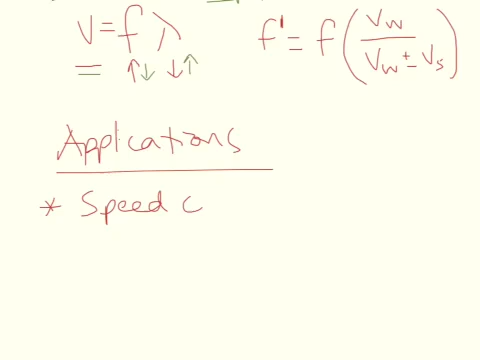 v = f λ
= ↑↓ ↓↑
f' = f (Vw / Vw ± Vs)
Applications
* Speed c